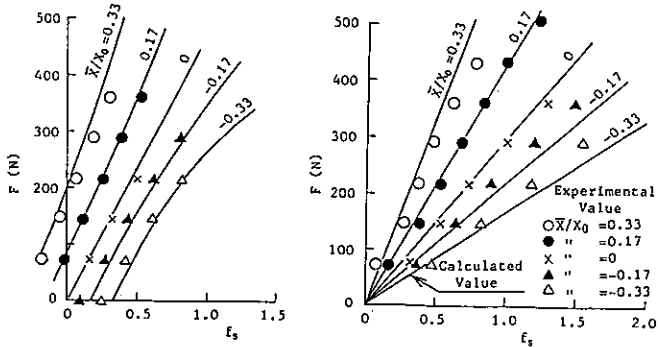 500
400
300
200
100
0
F (N)
X̄/X₀=0.33
0.17
0
-0.17
-0.33
0
0.5
1.0
1.5
fs
500
400
300
200
100
0
F (N)
X̄/X₀=0.33
0.17
0
-0.17
-0.33
Experimental
Value
○ X̄/X₀ =0.33
● " =0.17
× " =0
▲ " =-0.17
△ " =-0.33
Calculated
Value
0
0.5
1.0
1.5
2.0
fs